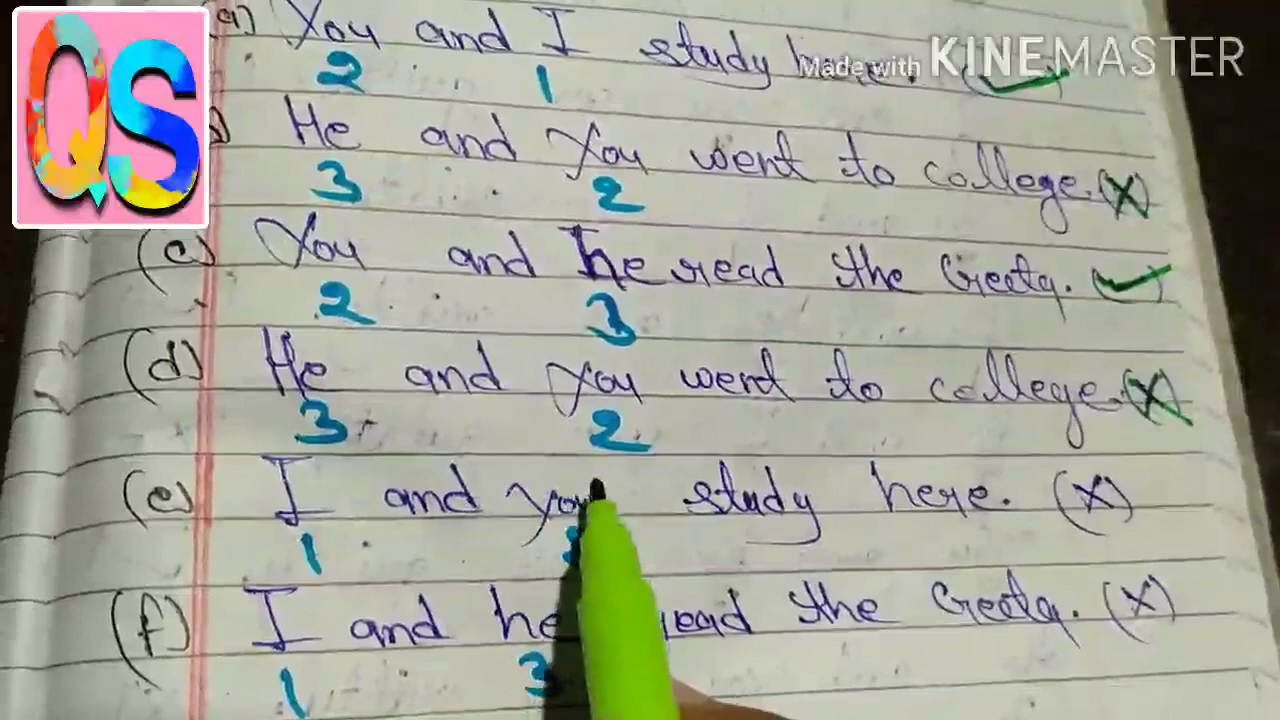 QS
Made with KINEMASTER
(a) You and I study here. (✓)
2 1
He and You went to college. (X)
3 2
(c) You and he read the Geeta. (✓)
2 3
(d) He and you went to college. (X)
3 2
(e) I and you study here. (X)
1
(f) I and he read the Geeta. (X)
1 3